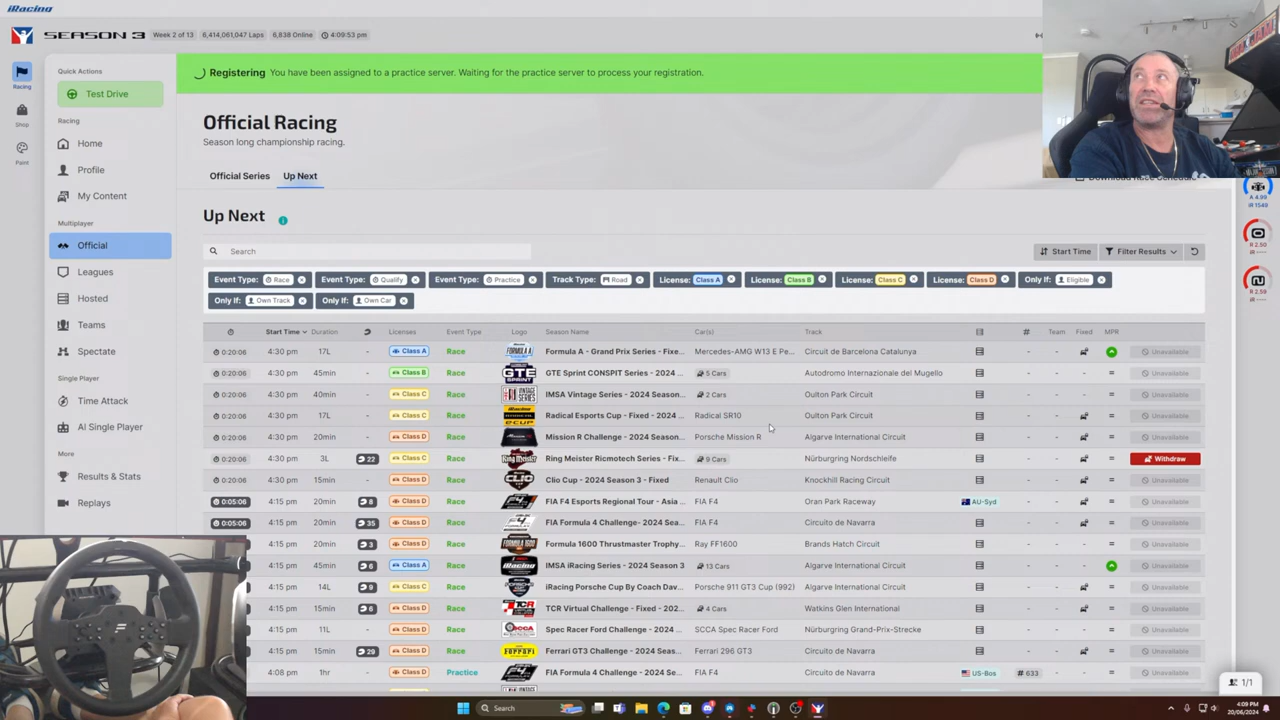 iRacing
SEASON 3 Week 2 of 13 6,414,061,047 Laps 6,838 Online 4:09:53 pm
Racing
Shop
Paint
Quick Actions
Test Drive
Racing
Home
Profile
My Content
Multiplayer
Official
Leagues
Hosted
Teams
Spectate
Single Player
Time Attack
AI Single Player
More
Results & Stats
Replays
Registering You have been assigned to a practice server. Waiting for the practice server to process your registration.
Official Racing
Season long championship racing.
Official Series Up Next
Up Next
Search Start Time Filter Results
Event Type: Race Event Type: Qualify Event Type: Practice Track Type: Road License: Class A License: Class B License: Class C License: Class D Only If: Eligible
Only If: Own Track Only If: Own Car
Start Time Duration Licenses Event Type Logo Season Name Car(s) Track # Team Fixed MPR
0:20:06 4:30 pm 17L - Class A Race Formula A - Grand Prix Series - Fixe... Mercedes-AMG W13 E Pe... Circuit de Barcelona Catalunya - - Unavailable
0:20:06 4:30 pm 45min - Class B Race GTE Sprint CONSPIT Series - 2024 ... 5 Cars Autodromo Internazionale del Mugello - - - = Unavailable
0:20:06 4:30 pm 40min - Class C Race IMSA Vintage Series - 2024 Season... 2 Cars Oulton Park Circuit - - - = Unavailable
0:20:06 4:30 pm 17L - Class C Race Radical Esports Cup - Fixed - 2024 ... Radical SR10 Oulton Park Circuit - - = Unavailable
0:20:06 4:30 pm 20min - Class D Race Mission R Challenge - 2024 Season... Porsche Mission R Algarve International Circuit - - = Unavailable
0:20:06 4:30 pm 3L 22 Class C Race Ring Meister Ricmotech Series - Fix... 9 Cars Nürburgring Nordschleife - - = Withdraw
0:20:06 4:30 pm 15min - Class D Race Clio Cup - 2024 Season 3 - Fixed Renault Clio Knockhill Racing Circuit - - = Unavailable
0:05:06 4:15 pm 20min 8 Class D Race FIA F4 Esports Regional Tour - Asia ... FIA F4 Oran Park Raceway AU-Syd - - = Unavailable
0:05:06 4:15 pm 20min 35 Class D Race FIA Formula 4 Challenge- 2024 Sea... FIA F4 Circuito de Navarra - - = Unavailable
4:15 pm 20min 3 Class D Race Formula 1600 Thrustmaster Trophy... Ray FF1600 Brands Hatch Circuit - - = Unavailable
4:15 pm 45min 6 Class A Race IMSA iRacing Series - 2024 Season 3 13 Cars Algarve International Circuit - - - Unavailable
4:15 pm 14L 9 Class C Race iRacing Porsche Cup By Coach Dav... Porsche 911 GT3 Cup (992) Algarve International Circuit - - = Unavailable
4:15 pm 15min 6 Class D Race TCR Virtual Challenge - Fixed - 2024 ... 4 Cars Watkins Glen International - - = Unavailable
4:15 pm 11L - Class D Race Spec Racer Ford Challenge - 2024 ... SCCA Spec Racer Ford Nürburgring Grand-Prix-Strecke - - = Unavailable
4:15 pm 15min 29 Class D Race Ferrari GT3 Challenge - 2024 Seas... Ferrari 296 GT3 Circuito de Navarra - - = Unavailable
4:08 pm 1hr - Class D Practice FIA Formula 4 Challenge - 2024 Se... FIA F4 Circuito de Navarra US-Bos # 633 - = Unavailable
A 4.99
iR 1549
R 2.50
R 2.59
1/1
Search
4:09 PM
20/06/2024